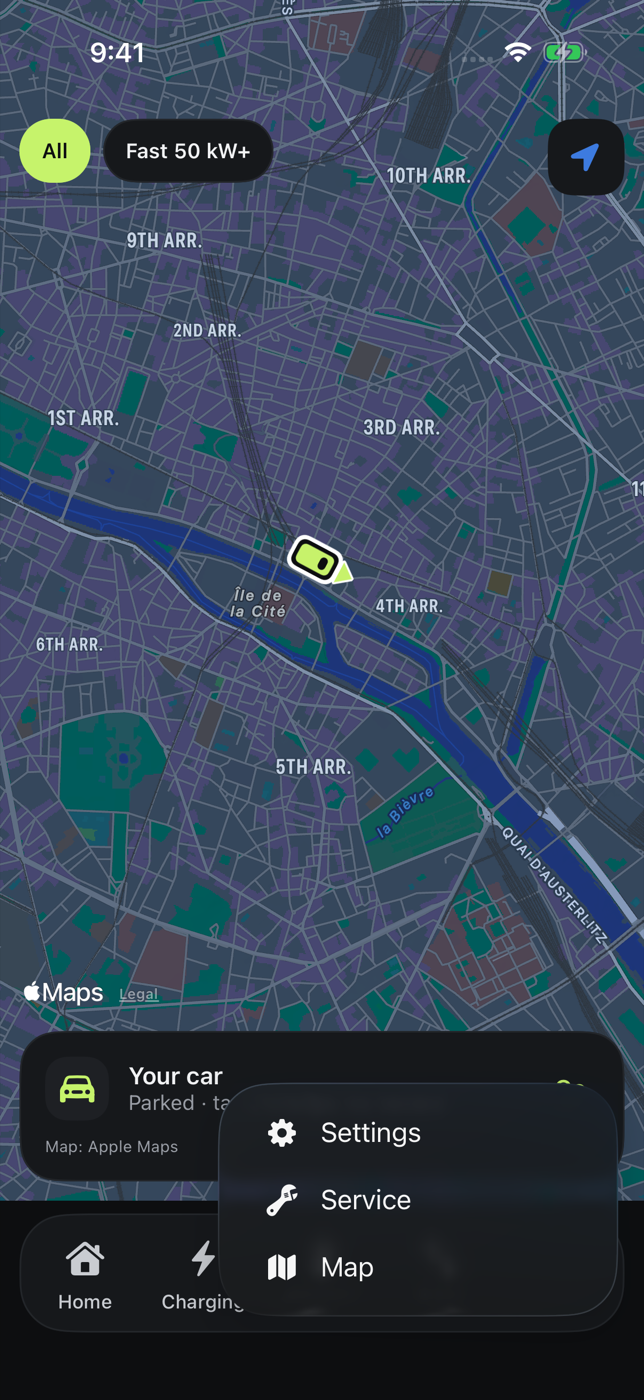 9:41
All
Fast 50 kW+
10TH ARR.
9TH ARR.
2ND ARR.
1ST ARR.
3RD ARR.
11
Île de
la Cité
4TH ARR.
6TH ARR.
5TH ARR.
la Bièvre
QUAI D'AUSTERLITZ
Maps
Legal
Your car
Parked · ta
Map: Apple Maps
Settings
Service
Map
Home
Charging